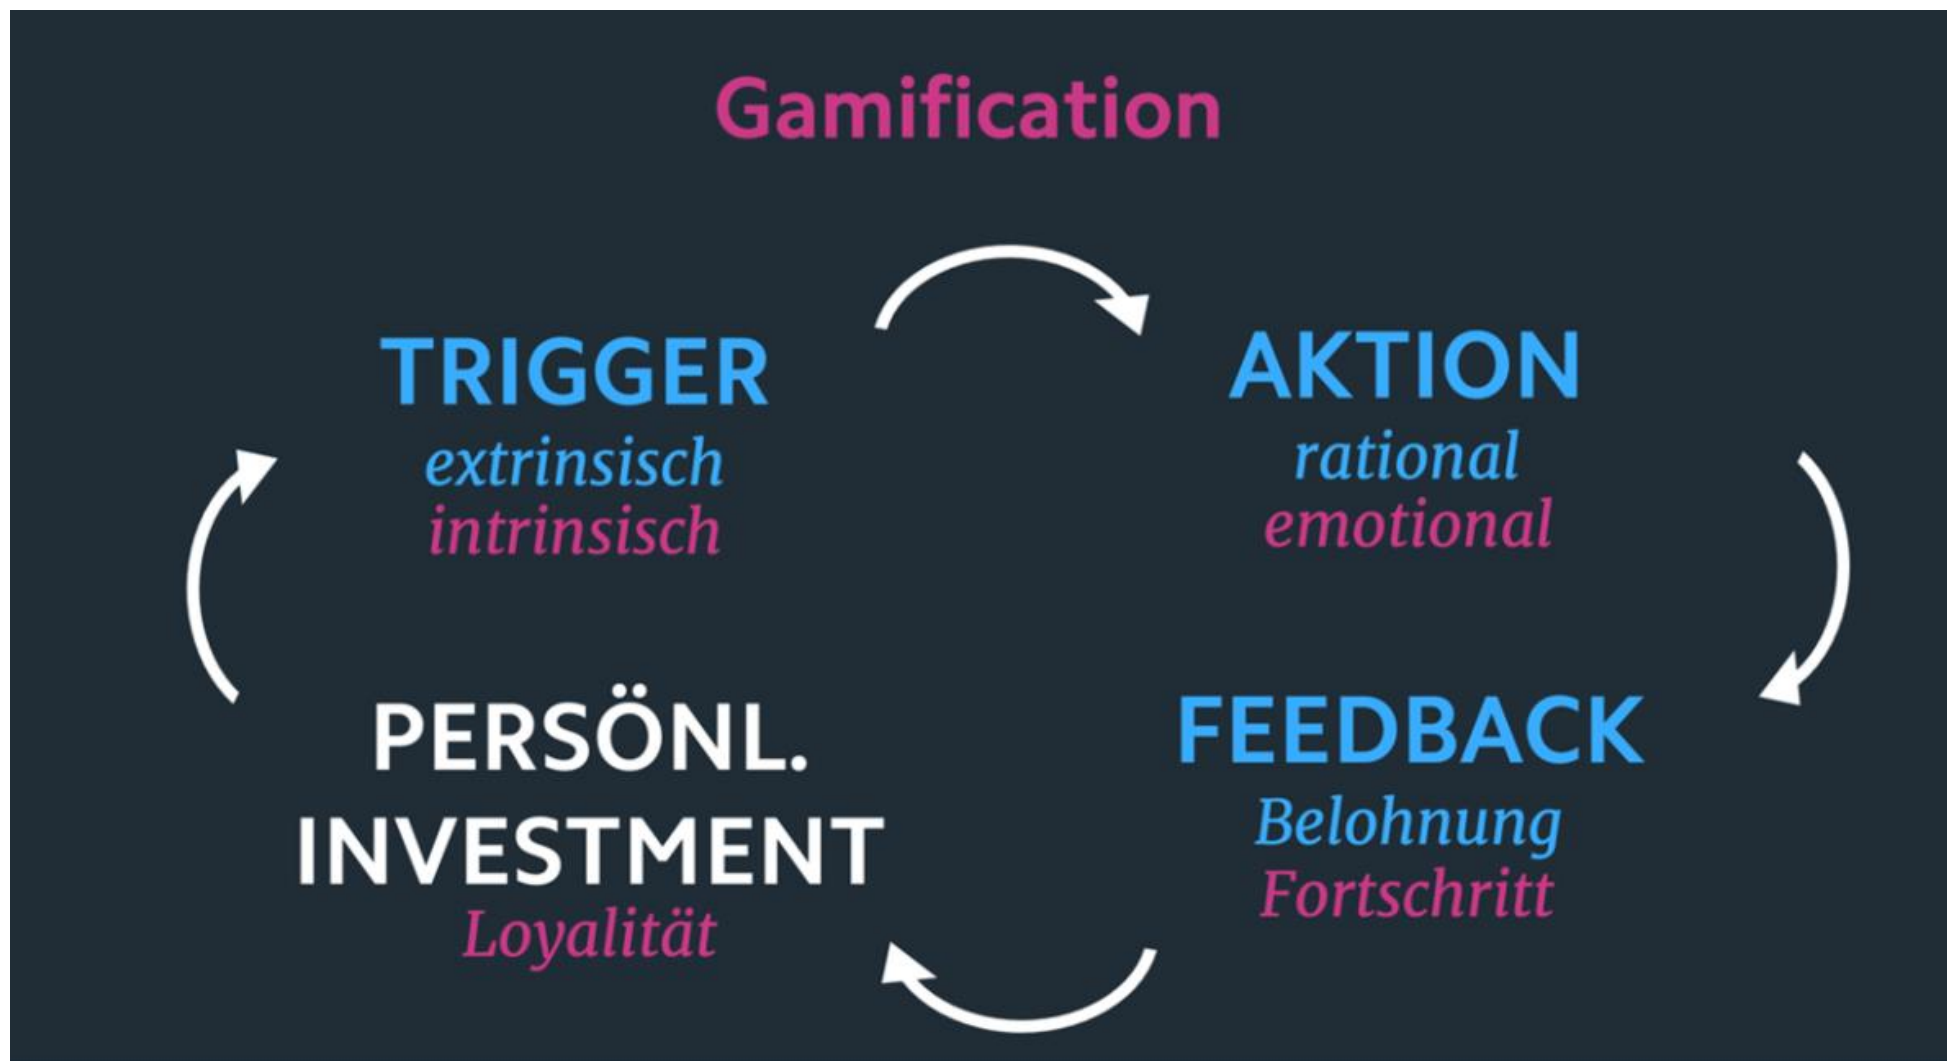 Gamification
TRIGGER
extrinsisch
intrinsisch
AKTION
rational
emotional
FEEDBACK
Belohnung
Fortschritt
PERSÖNL.
INVESTMENT
Loyalität